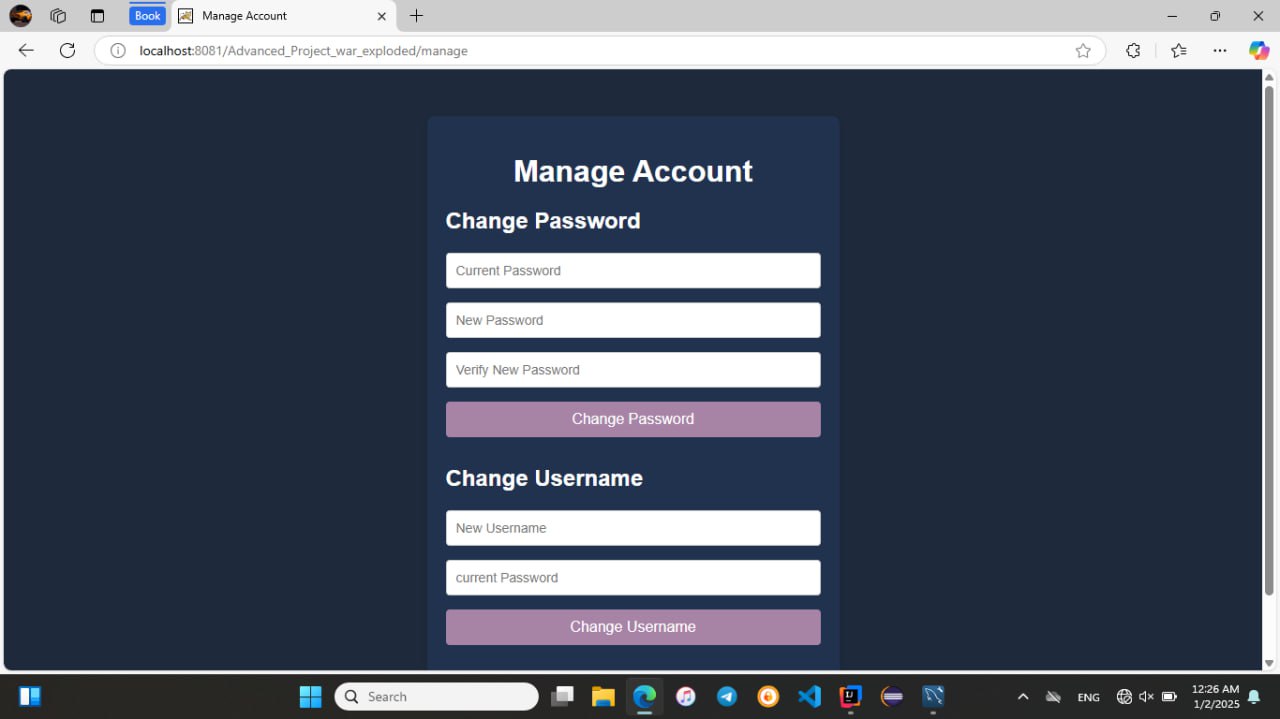 Book
Manage Account
localhost:8081/Advanced_Project_war_exploded/manage
Manage Account
Change Password
Current Password
New Password
Verify New Password
Change Password
Change Username
New Username
current Password
Change Username
Search
ENG
12:26 AM
1/2/2025